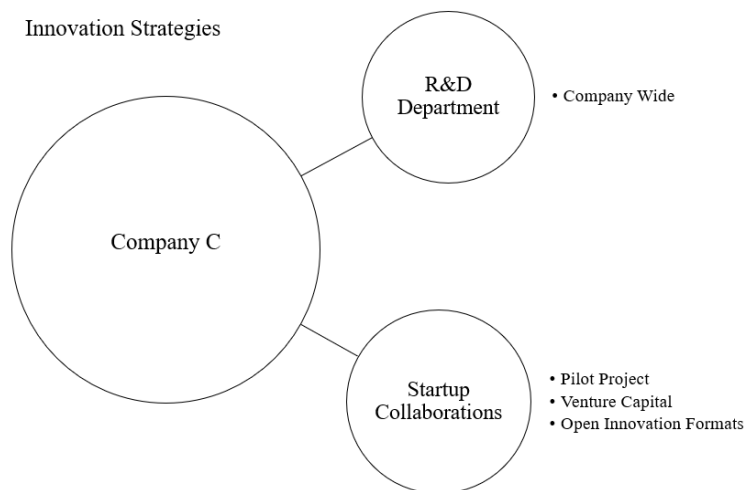 Innovation Strategies
R&D
Department
• Company Wide
Company C
Startup
Collaborations
• Pilot Project
• Venture Capital
• Open Innovation Formats